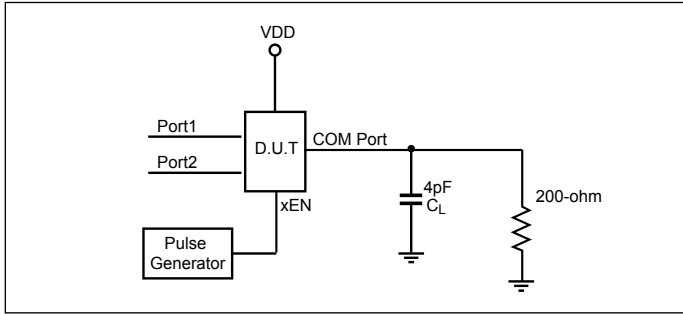 VDD
Port1
D.U.T
COM Port
Port2
4pF
200-ohm
xEN
CL
Pulse
Generator